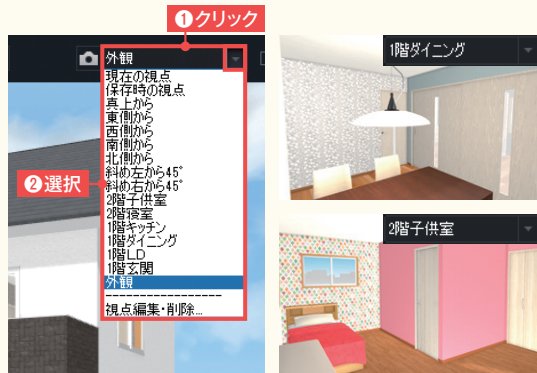 ❶クリック
外観
現在の視点
保存時の視点
真上から
東側から
西側から
南側から
北側から
斜め左から45°
斜め右から45°
2階子供室
2階寝室
1階キッチン
1階ダイニング
1階LD
1階玄関
外観
-----------------
視点編集・削除...
❷選択
1階ダイニング
2階子供室